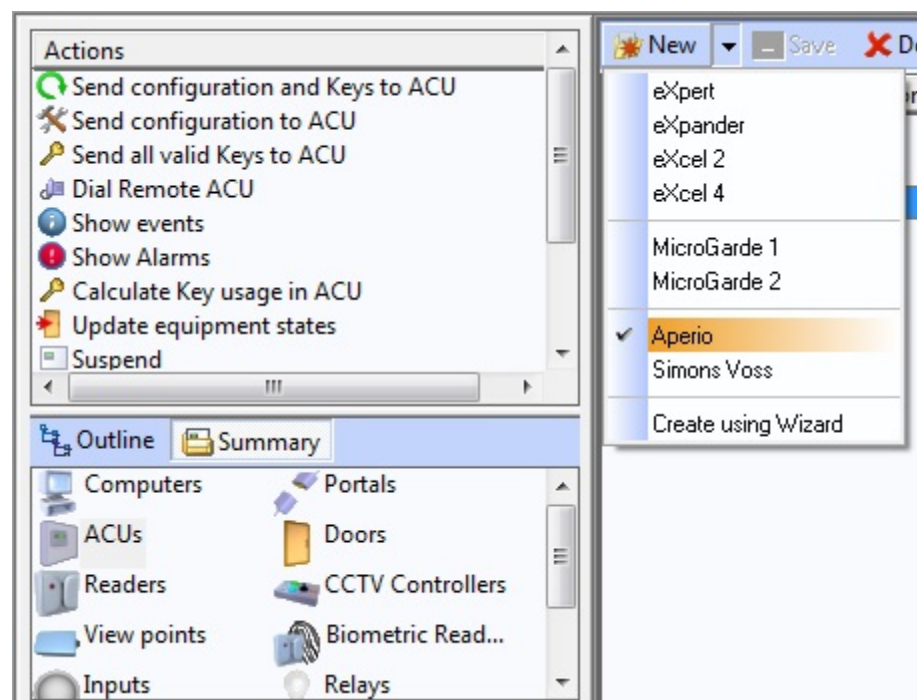 Actions
Send configuration and Keys to ACU
Send configuration to ACU
Send all valid Keys to ACU
Dial Remote ACU
Show events
Show Alarms
Calculate Key usage in ACU
Update equipment states
Suspend
Outline Summary
Computers Portals
ACUs Doors
Readers CCTV Controllers
View points Biometric Read...
Inputs Relays
New Save
eXpert
eXpander
eXcel 2
eXcel 4
MicroGarde 1
MicroGarde 2
Aperio
Simons Voss
Create using Wizard